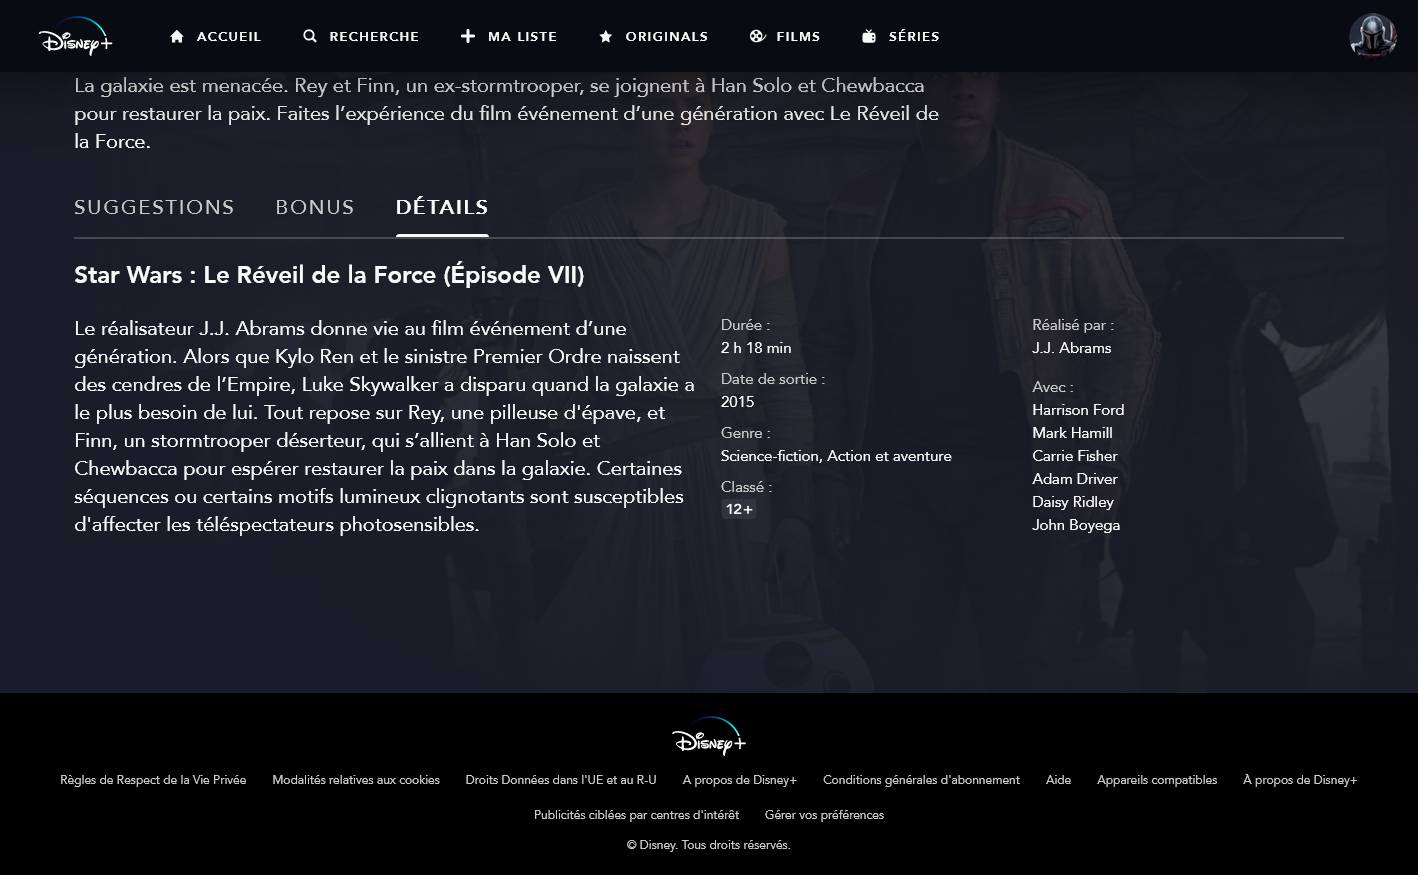 Disney+ ACCUEIL RECHERCHE MA LISTE ORIGINALS FILMS SÉRIES
La galaxie est menacée. Rey et Finn, un ex-stormtrooper, se joignent à Han Solo et Chewbacca
pour restaurer la paix. Faites l’expérience du film événement d’une génération avec Le Réveil de
la Force.
SUGGESTIONS BONUS DÉTAILS
Star Wars : Le Réveil de la Force (Épisode VII)
Le réalisateur J.J. Abrams donne vie au film événement d’une
génération. Alors que Kylo Ren et le sinistre Premier Ordre naissent
des cendres de l’Empire, Luke Skywalker a disparu quand la galaxie a
le plus besoin de lui. Tout repose sur Rey, une pilleuse d'épave, et
Finn, un stormtrooper déserteur, qui s’allient à Han Solo et
Chewbacca pour espérer restaurer la paix dans la galaxie. Certaines
séquences ou certains motifs lumineux clignotants sont susceptibles
d'affecter les téléspectateurs photosensibles.
Durée :
2 h 18 min
Date de sortie :
2015
Genre :
Science-fiction, Action et aventure
Classé :
12+
Réalisé par :
J.J. Abrams
Avec :
Harrison Ford
Mark Hamill
Carrie Fisher
Adam Driver
Daisy Ridley
John Boyega
Disney+
Règles de Respect de la Vie Privée Modalités relatives aux cookies Droits Données dans l'UE et au R-U A propos de Disney+ Conditions générales d'abonnement Aide Appareils compatibles À propos de Disney+
Publicités ciblées par centres d'intérêt Gérer vos préférences
© Disney. Tous droits réservés.